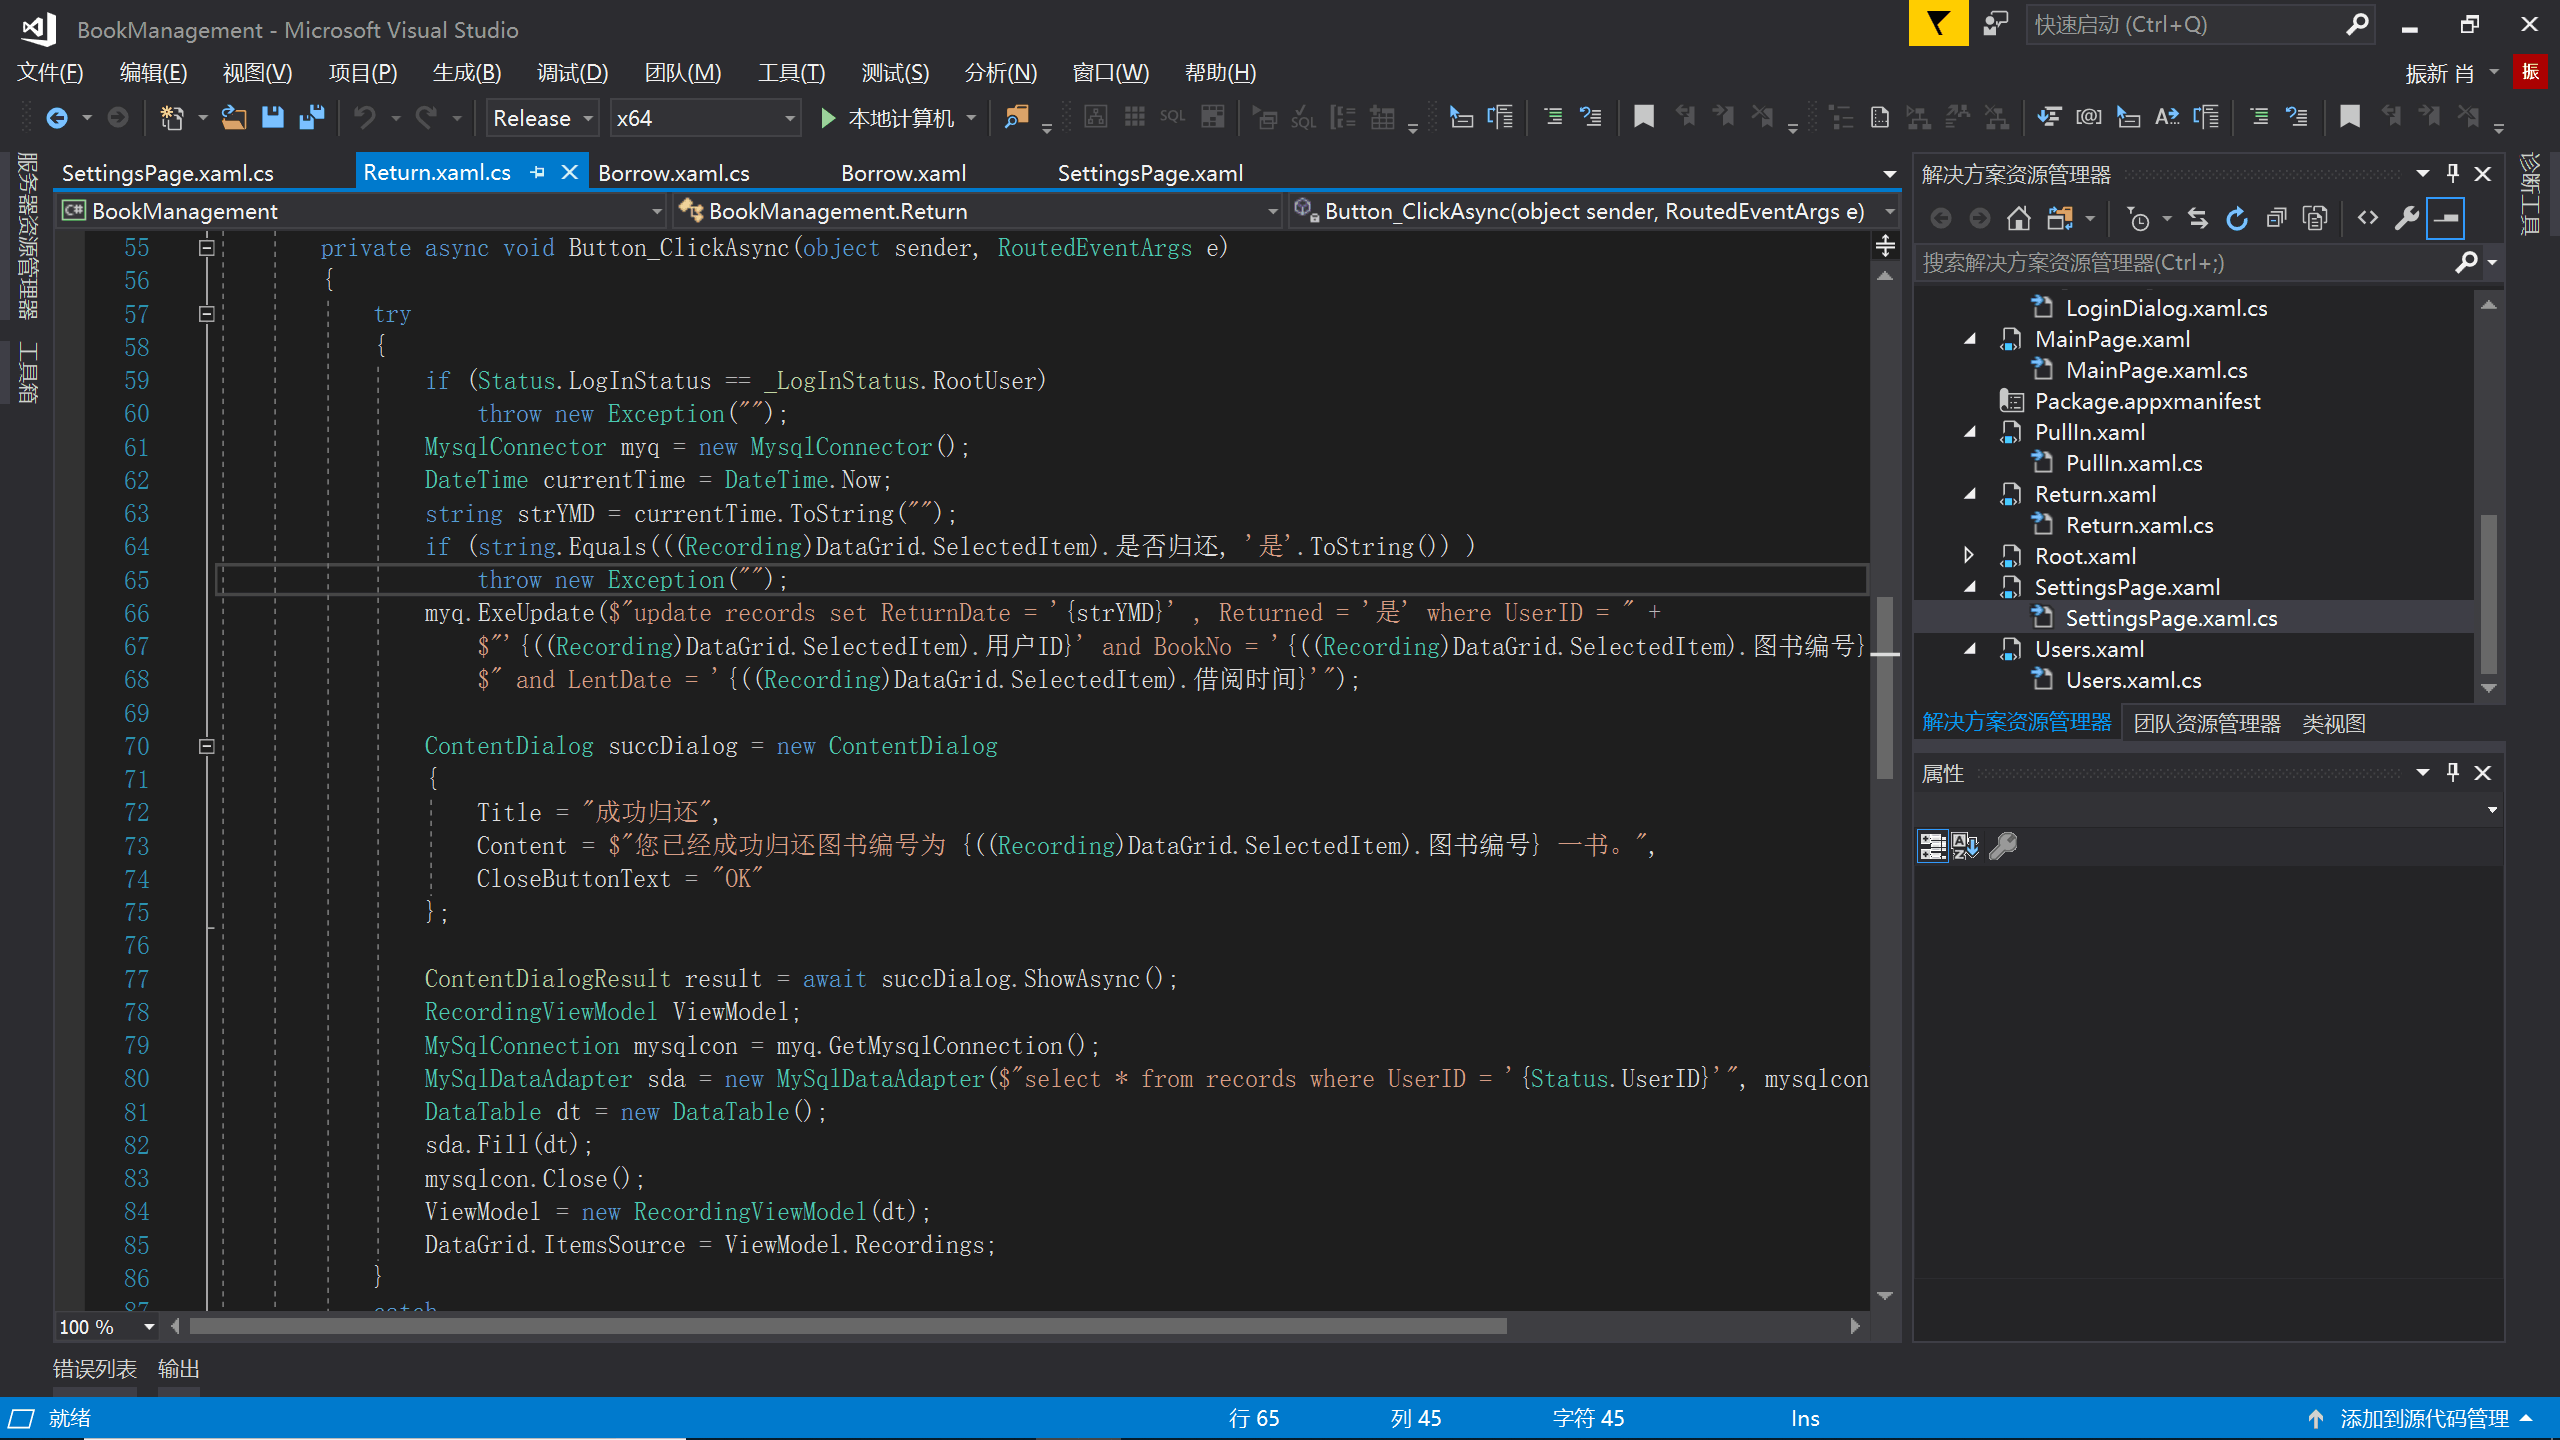 BookManagement - Microsoft Visual Studio
快速启动 (Ctrl+Q)
文件(F) 编辑(E) 视图(V) 项目(P) 生成(B) 调试(D) 团队(M) 工具(T) 测试(S) 分析(N) 窗口(W) 帮助(H)
振新 肖 振
Release x64 本地计算机
服务器资源管理器
工具箱
SettingsPage.xaml.cs Return.xaml.cs Borrow.xaml.cs Borrow.xaml SettingsPage.xaml
BookManagement BookManagement.Return Button_ClickAsync(object sender, RoutedEventArgs e)
55 private async void Button_ClickAsync(object sender, RoutedEventArgs e)
56 {
57 try
58 {
59 if (Status.LogInStatus == _LogInStatus.RootUser)
60 throw new Exception("");
61 MysqlConnector myq = new MysqlConnector();
62 DateTime currentTime = DateTime.Now;
63 string strYMD = currentTime.ToString("");
64 if (string.Equals(((Recording)DataGrid.SelectedItem).是否归还, '是'.ToString()) )
65 throw new Exception("");
66 myq.ExeUpdate($"update records set ReturnDate = '{strYMD}' , Returned = '是' where UserID = " +
67 $"'{((Recording)DataGrid.SelectedItem).用户ID}' and BookNo = '{((Recording)DataGrid.SelectedItem).图书编号}
68 $" and LentDate = '{((Recording)DataGrid.SelectedItem).借阅时间}'");
69
70 ContentDialog succDialog = new ContentDialog
71 {
72 Title = "成功归还",
73 Content = $"您已经成功归还图书编号为 {((Recording)DataGrid.SelectedItem).图书编号} 一书。",
74 CloseButtonText = "OK"
75 };
76
77 ContentDialogResult result = await succDialog.ShowAsync();
78 RecordingViewModel ViewModel;
79 MySqlConnection mysqlcon = myq.GetMysqlConnection();
80 MySqlDataAdapter sda = new MySqlDataAdapter($"select * from records where UserID = '{Status.UserID}'", mysqlcon
81 DataTable dt = new DataTable();
82 sda.Fill(dt);
83 mysqlcon.Close();
84 ViewModel = new RecordingViewModel(dt);
85 DataGrid.ItemsSource = ViewModel.Recordings;
86 }
87 catch
100 %
解决方案资源管理器
搜索解决方案资源管理器(Ctrl+;)
LoginDialog.xaml.cs
MainPage.xaml
MainPage.xaml.cs
Package.appxmanifest
PullIn.xaml
PullIn.xaml.cs
Return.xaml
Return.xaml.cs
Root.xaml
SettingsPage.xaml
SettingsPage.xaml.cs
Users.xaml
Users.xaml.cs
解决方案资源管理器 团队资源管理器 类视图
属性
诊断工具
错误列表 输出
就绪 行 65 列 45 字符 45 Ins 添加到源代码管理